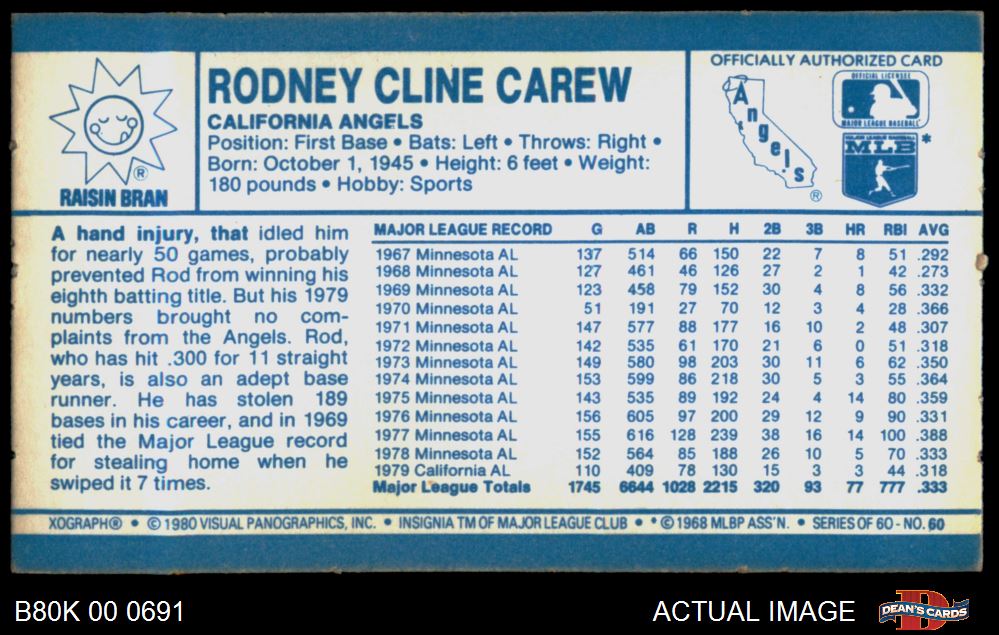 RAISIN BRAN
®
RODNEY CLINE CAREW
CALIFORNIA ANGELS
Position: First Base • Bats: Left • Throws: Right •
Born: October 1, 1945 • Height: 6 feet • Weight:
180 pounds • Hobby: Sports
OFFICIALLY AUTHORIZED CARD
Angels
®
OFFICIAL LICENSEE
MAJOR LEAGUE BASEBALL
MAJOR LEAGUE BASEBALL
MLB *
A hand injury, that idled him
for nearly 50 games, probably
prevented Rod from winning his
eighth batting title. But his 1979
numbers brought no com-
plaints from the Angels. Rod,
who has hit .300 for 11 straight
years, is also an adept base
runner. He has stolen 189
bases in his career, and in 1969
tied the Major League record
for stealing home when he
swiped it 7 times.
MAJOR LEAGUE RECORD G AB R H 2B 3B HR RBI AVG
1967 Minnesota AL 137 514 66 150 22 7 8 51 .292
1968 Minnesota AL 127 461 46 126 27 2 1 42 .273
1969 Minnesota AL 123 458 79 152 30 4 8 56 .332
1970 Minnesota AL 51 191 27 70 12 3 4 28 .366
1971 Minnesota AL 147 577 88 177 16 10 2 48 .307
1972 Minnesota AL 142 535 61 170 21 6 0 51 .318
1973 Minnesota AL 149 580 98 203 30 11 6 62 .350
1974 Minnesota AL 153 599 86 218 30 5 3 55 .364
1975 Minnesota AL 143 535 89 192 24 4 14 80 .359
1976 Minnesota AL 156 605 97 200 29 12 9 90 .331
1977 Minnesota AL 155 616 128 239 38 16 14 100 .388
1978 Minnesota AL 152 564 85 188 26 10 5 70 .333
1979 California AL 110 409 78 130 15 3 3 44 .318
Major League Totals 1745 6644 1028 2215 320 93 77 777 .333
XOGRAPH® • © 1980 VISUAL PANOGRAPHICS, INC. • INSIGNIA TM OF MAJOR LEAGUE CLUB • * © 1968 MLBP ASS'N. • SERIES OF 60 - NO. 60
B80K 00 0691
ACTUAL IMAGE
DEAN'S CARDS